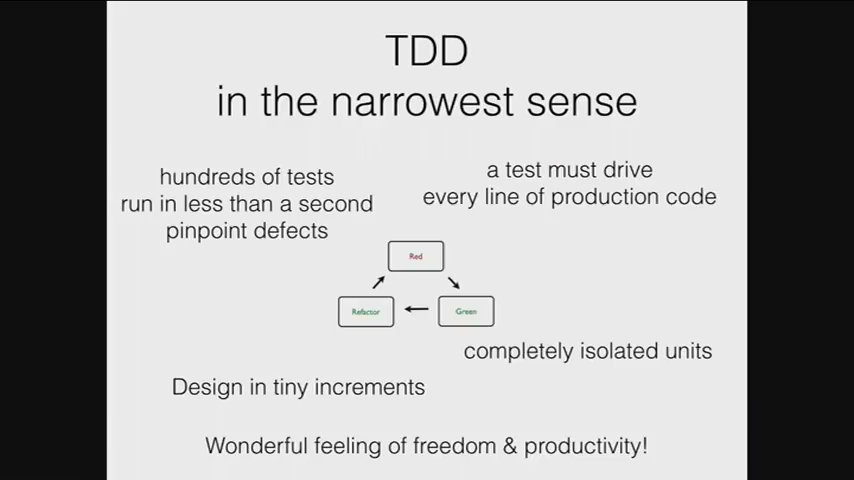 TDD
in the narrowest sense
hundreds of tests
run in less than a second
pinpoint defects
a test must drive
every line of production code
Red
Refactor
Green
completely isolated units
Design in tiny increments
Wonderful feeling of freedom & productivity!